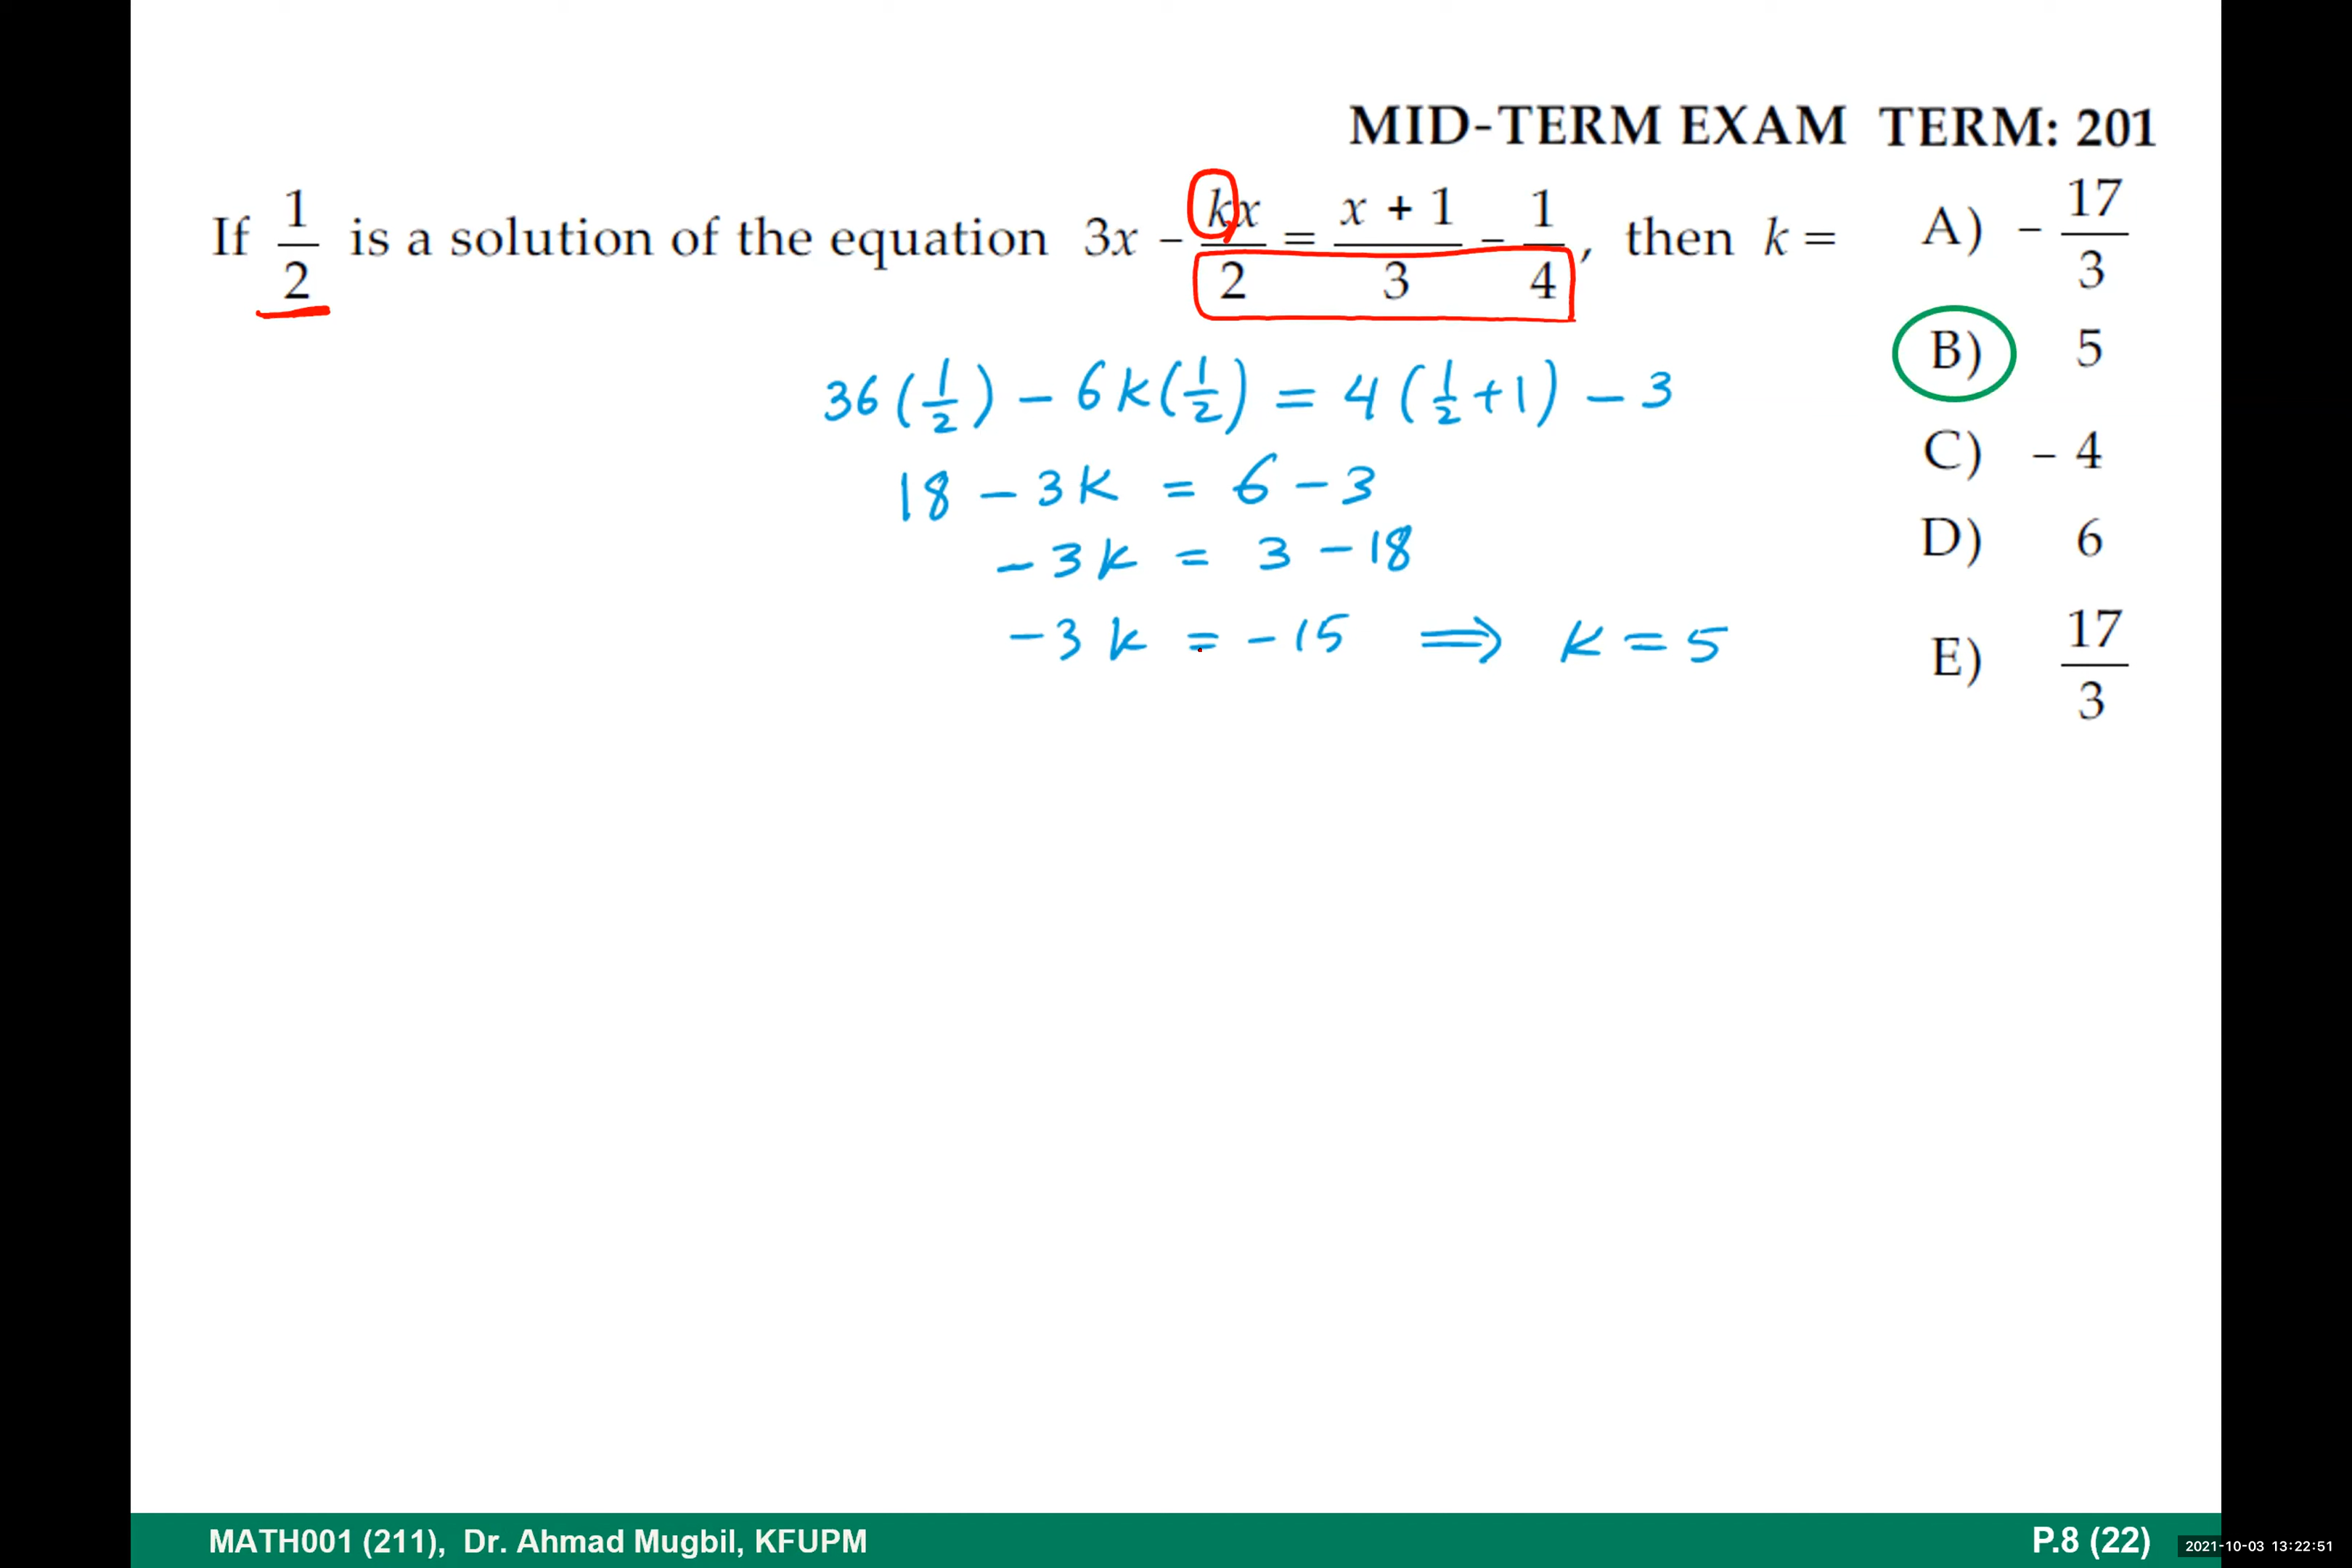 MID-TERM EXAM TERM: 201
If 1/2 is a solution of the equation 3x - kx/2 = (x + 1)/3 - 1/4, then k =
A) - 17/3
B) 5
C) - 4
D) 6
E) 17/3
36(1/2) - 6k(1/2) = 4(1/2+1) - 3
18 - 3k = 6 - 3
-3k = 3 - 18
-3k = -15 ⟹ k = 5
MATH001 (211), Dr. Ahmad Mugbil, KFUPM
P.8 (22)
2021-10-03 13:22:51